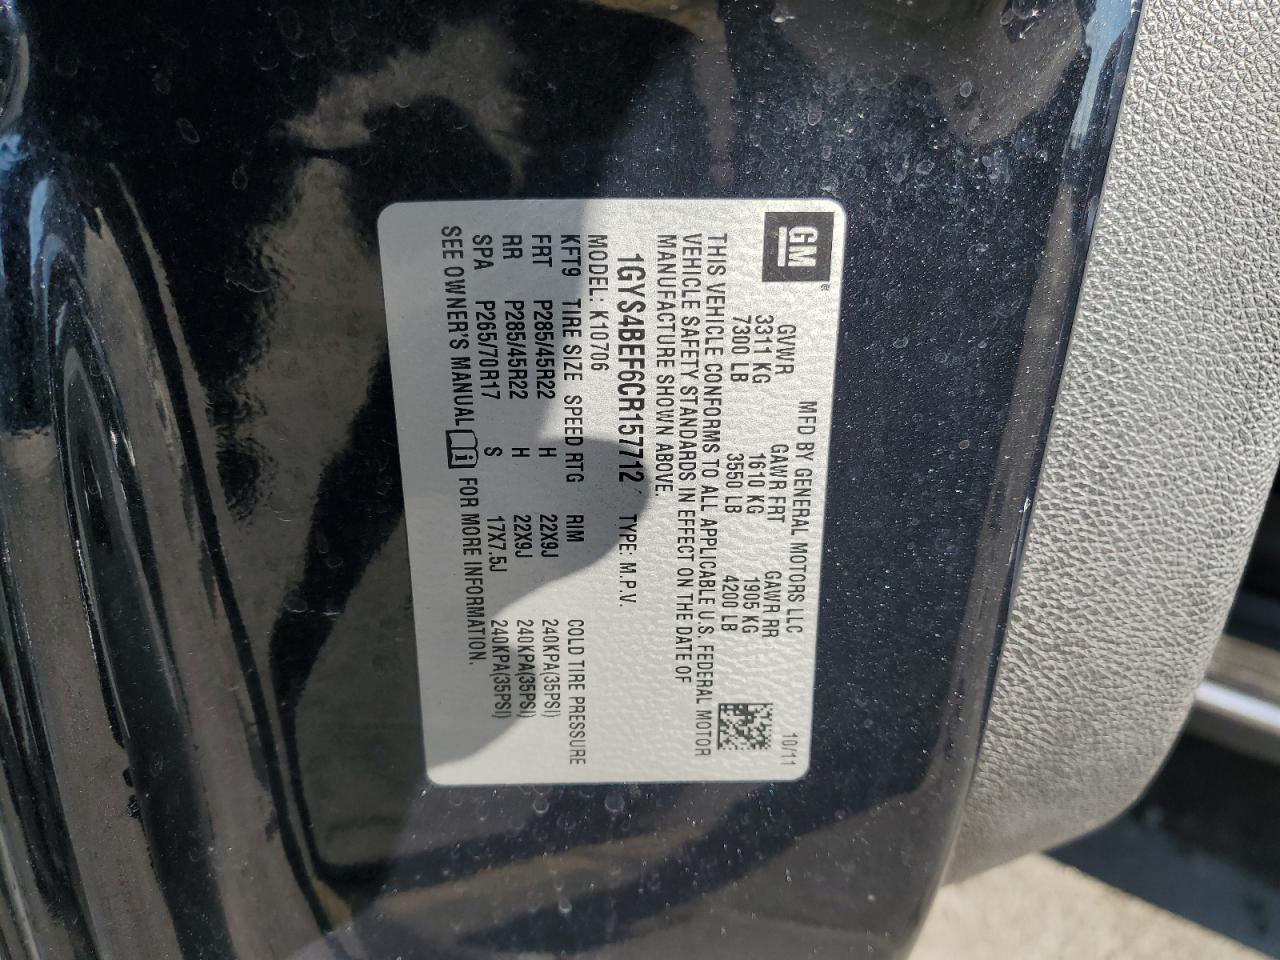 GM
MFD BY GENERAL MOTORS LLC 10/11
GVWR GAWR FRT GAWR RR
3311 KG 1610 KG 1905 KG
7300 LB 3550 LB 4200 LB
THIS VEHICLE CONFORMS TO ALL APPLICABLE U.S. FEDERAL MOTOR
VEHICLE SAFETY STANDARDS IN EFFECT ON THE DATE OF
MANUFACTURE SHOWN ABOVE.
1GYS4BEF6CR157712 TYPE: M.P.V.
MODEL: K10706
KFT9 TIRE SIZE SPEED RTG RIM COLD TIRE PRESSURE
FRT P285/45R22 H 22X9J 240KPA(35PSI)
RR P285/45R22 H 22X9J 240KPA(35PSI)
SPA P265/70R17 S 17X7.5J 240KPA(35PSI)
SEE OWNER'S MANUAL i FOR MORE INFORMATION.